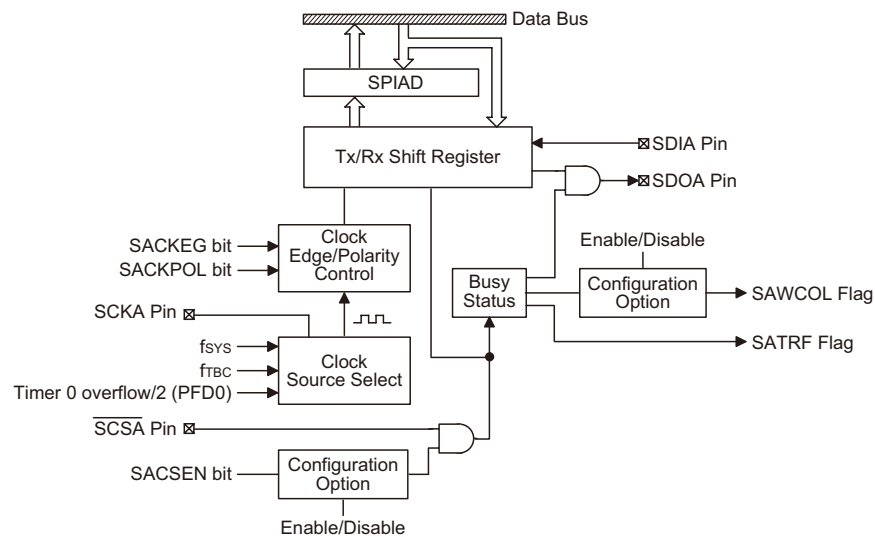 Data Bus
SPIAD
Tx/Rx Shift Register
SDIA Pin
SDOA Pin
SACKEG bit
SACKPOL bit
Clock
Edge/Polarity
Control
Enable/Disable
Busy
Status
Configuration
Option
SAWCOL Flag
SCKA Pin
SATRF Flag
fSYS
fTBC
Timer 0 overflow/2 (PFD0)
Clock
Source Select
SCSA Pin
SACSEN bit
Configuration
Option
Enable/Disable